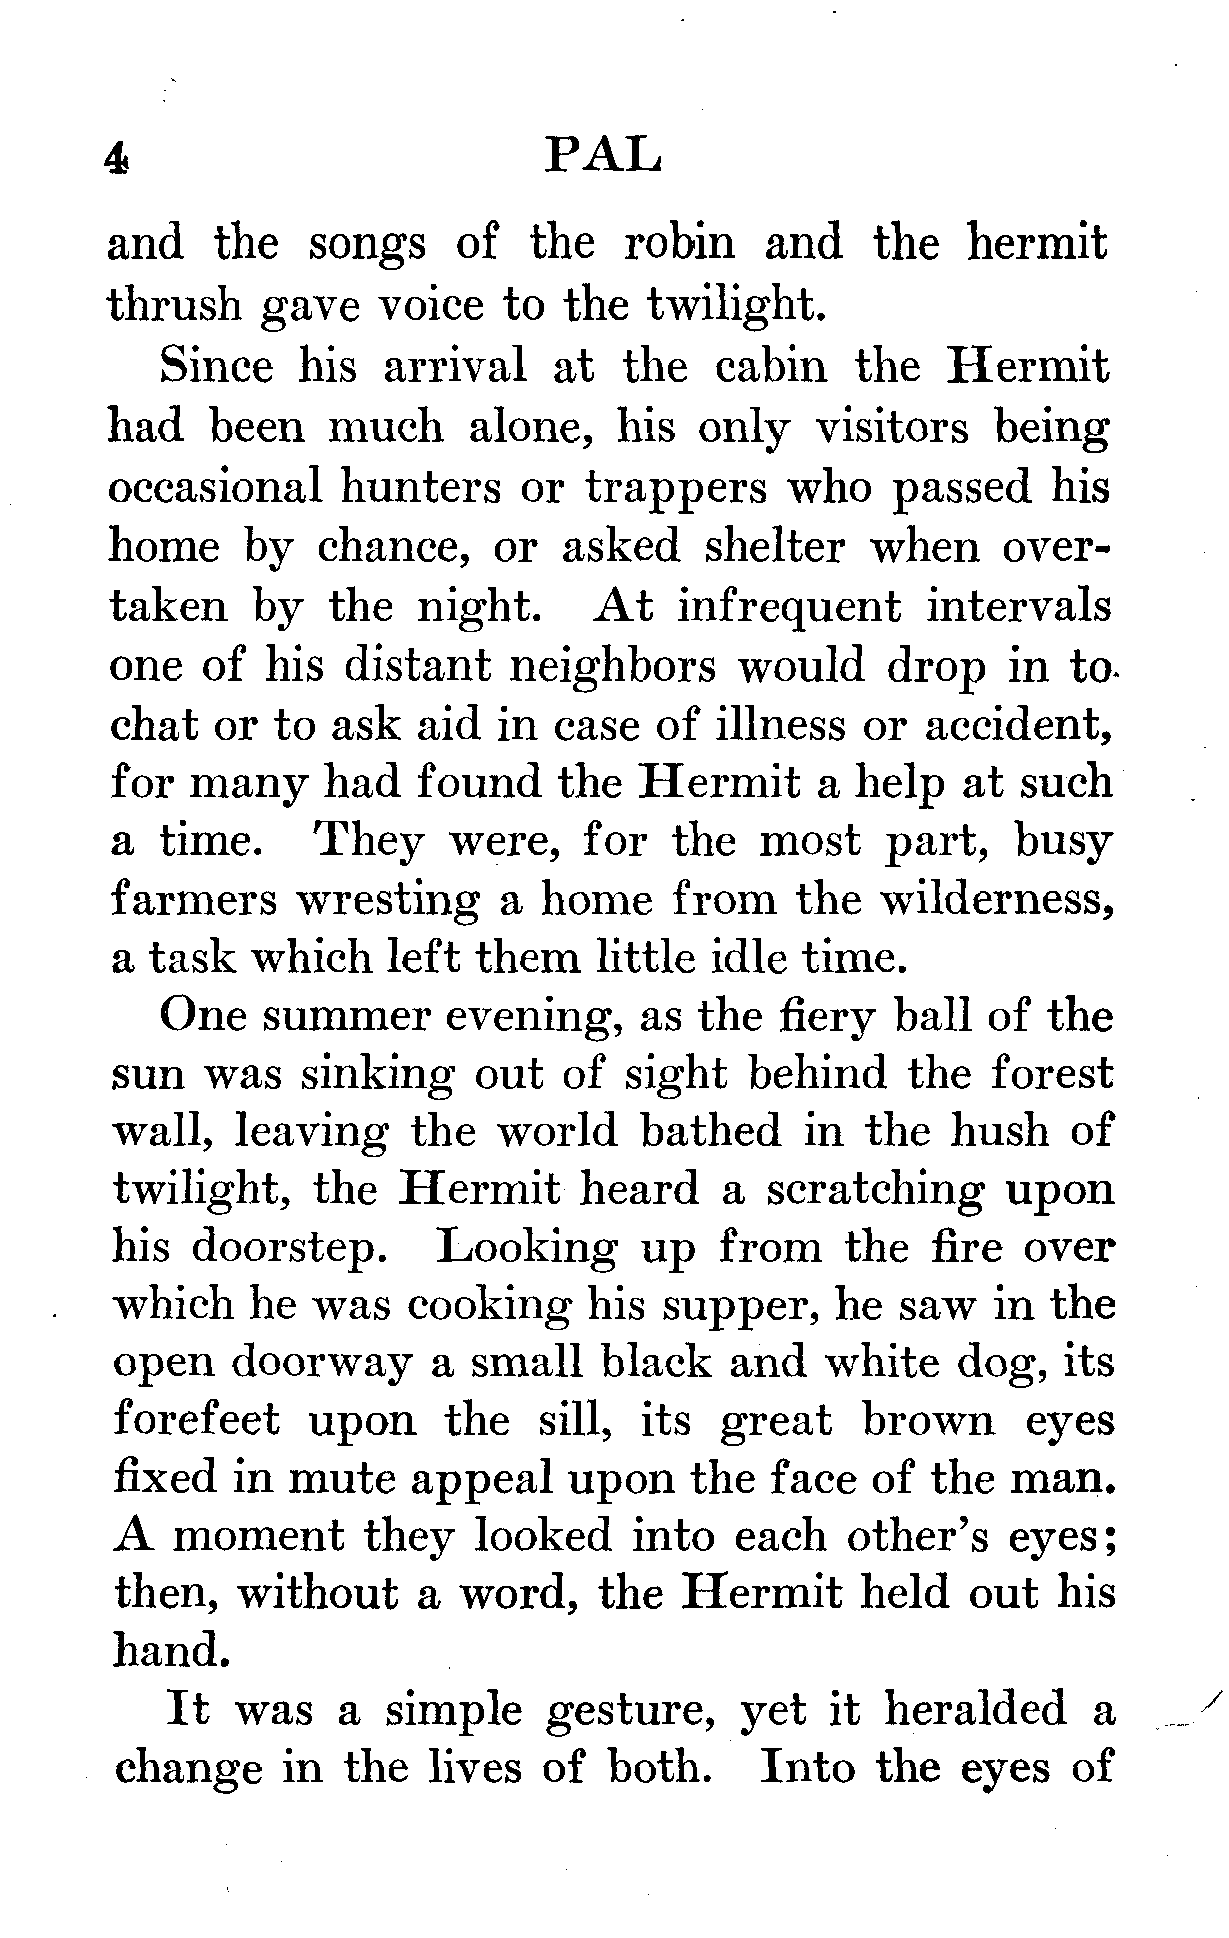 4 PAL
and the songs of the robin and the hermit
thrush gave voice to the twilight.
Since his arrival at the cabin the Hermit
had been much alone, his only visitors being
occasional hunters or trappers who passed his
home by chance, or asked shelter when over-
taken by the night. At infrequent intervals
one of his distant neighbors would drop in to
chat or to ask aid in case of illness or accident,
for many had found the Hermit a help at such
a time. They were, for the most part, busy
farmers wresting a home from the wilderness,
a task which left them little idle time.
One summer evening, as the fiery ball of the
sun was sinking out of sight behind the forest
wall, leaving the world bathed in the hush of
twilight, the Hermit heard a scratching upon
his doorstep. Looking up from the fire over
which he was cooking his supper, he saw in the
open doorway a small black and white dog, its
forefeet upon the sill, its great brown eyes
fixed in mute appeal upon the face of the man.
A moment they looked into each other's eyes;
then, without a word, the Hermit held out his
hand.
It was a simple gesture, yet it heralded a
change in the lives of both. Into the eyes of